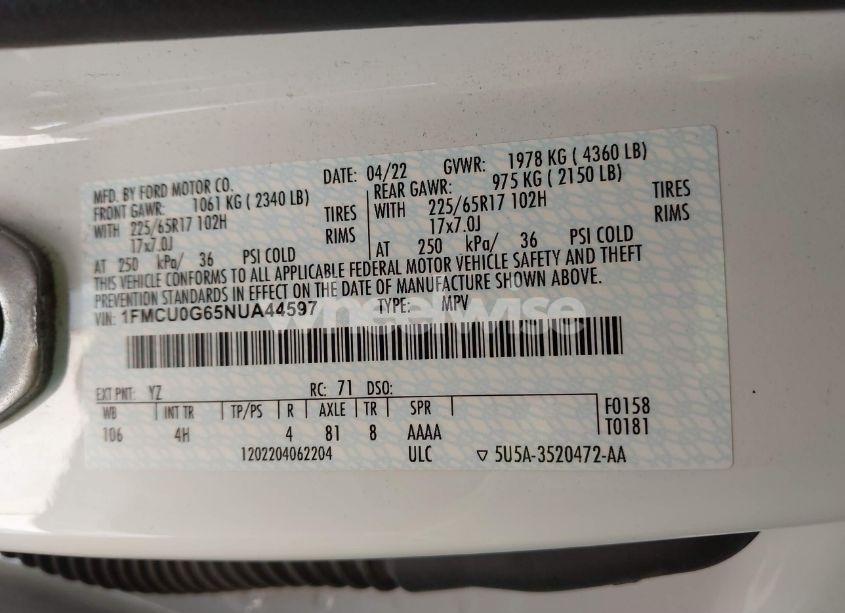 MFD. BY FORD MOTOR CO. DATE: 04/22 GVWR: 1978 KG ( 4360 LB)
FRONT GAWR: 1061 KG ( 2340 LB) REAR GAWR: 975 KG ( 2150 LB)
WITH 225/65R17 102H TIRES WITH 225/65R17 102H TIRES
17x7.0J RIMS 17x7.0J RIMS
AT 250 kPa/ 36 PSI COLD AT 250 kPa/ 36 PSI COLD
THIS VEHICLE CONFORMS TO ALL APPLICABLE FEDERAL MOTOR VEHICLE SAFETY AND THEFT
PREVENTION STANDARDS IN EFFECT ON THE DATE OF MANUFACTURE SHOWN ABOVE.
VIN: 1FMCU0G65NUA44597 TYPE: MPV
wheelwise
EXT PNT: YZ RC: 71 DSO:
WB INT TR TP/PS R AXLE TR SPR F0158
106 4H 4 81 8 AAAA T0181
1202204062204 ULC ▽ 5U5A-3520472-AA